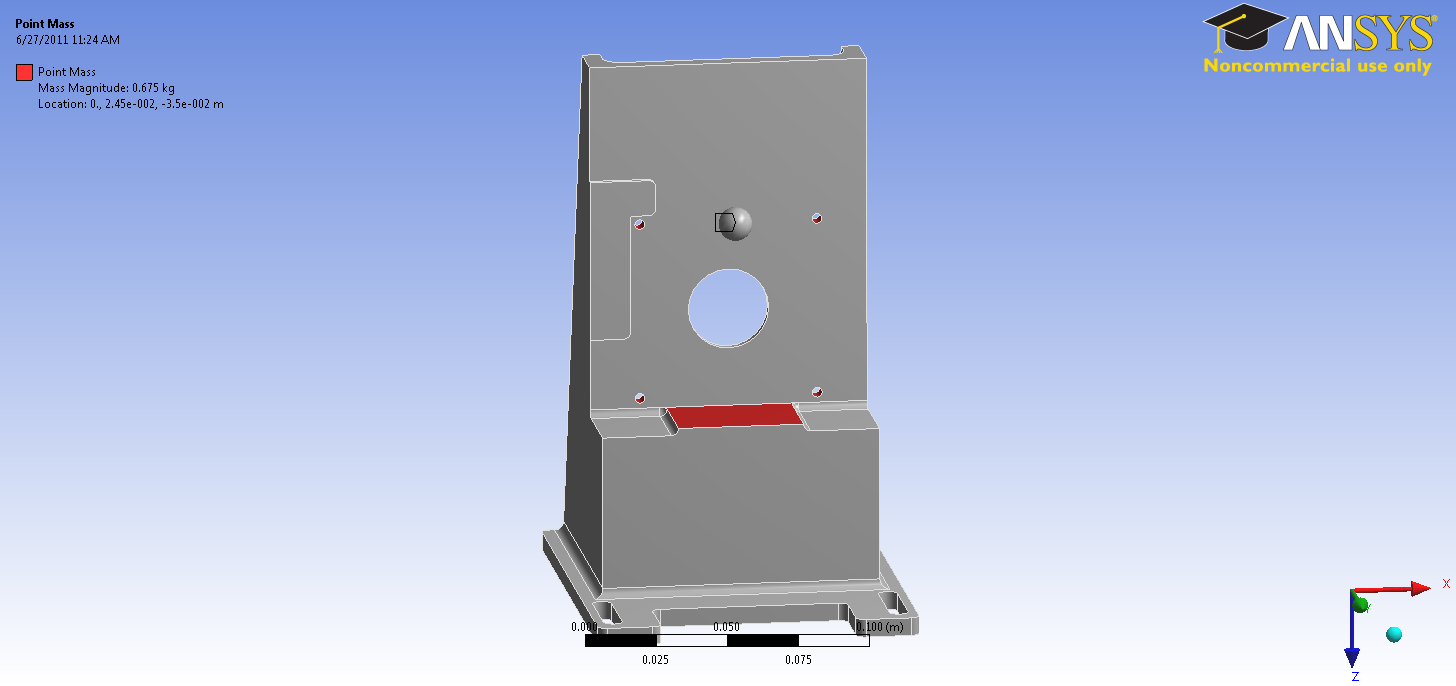 Point Mass
6/27/2011 11:24 AM
Point Mass
Mass Magnitude: 0.675 kg
Location: 0., 2.45e-002, -3.5e-002 m
ANSYS®
Noncommercial use only
0.000 0.050 0.100 (m)
0.025 0.075
X
Y
Z